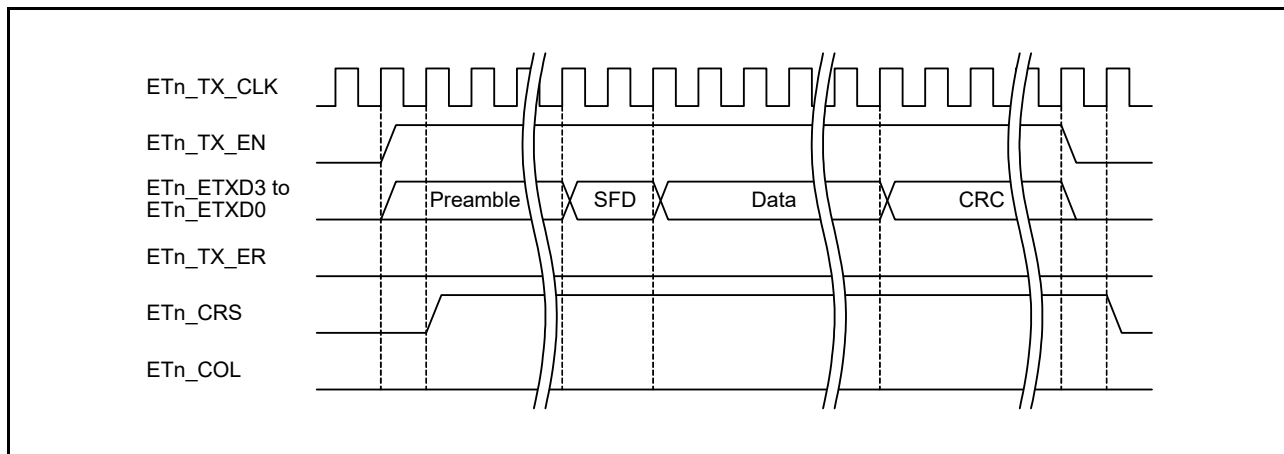 ETn_TX_CLK
ETn_TX_EN
ETn_ETXD3 to
ETn_ETXD0
Preamble
SFD
Data
CRC
ETn_TX_ER
ETn_CRS
ETn_COL